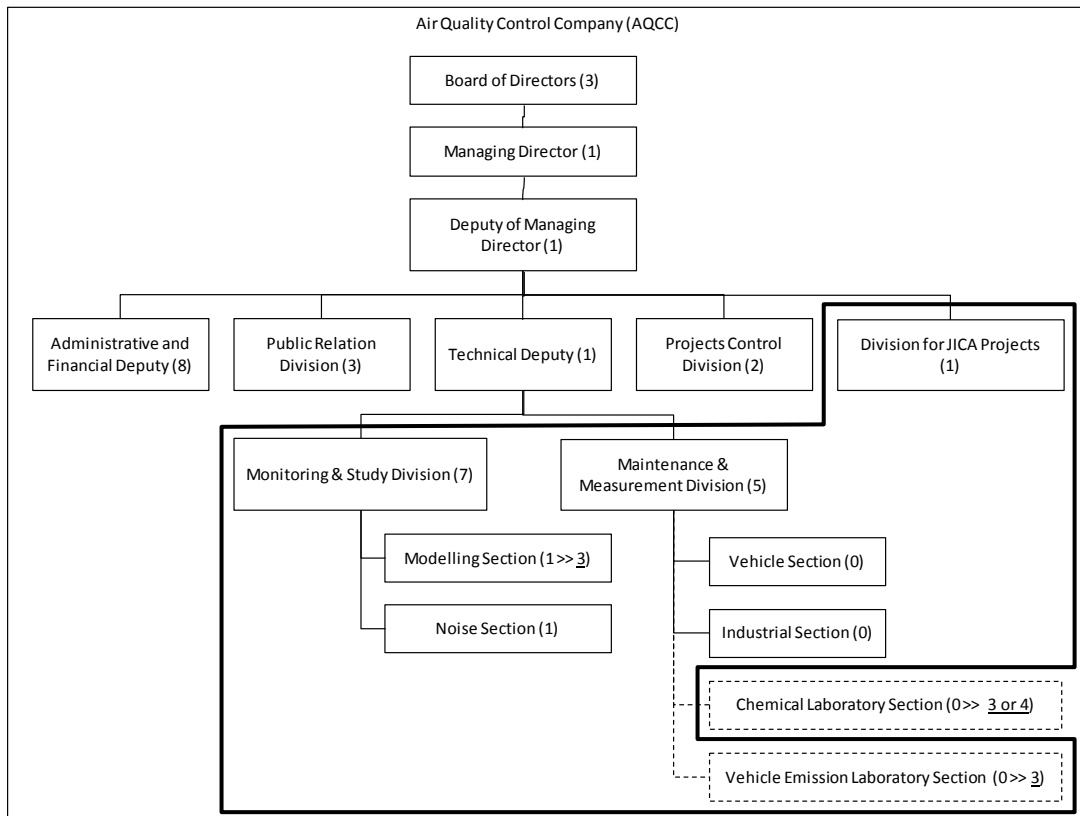 Air Quality Control Company (AQCC)
Board of Directors (3)
Managing Director (1)
Deputy of Managing
Director (1)
Administrative and
Financial Deputy (8)
Public Relation
Division (3)
Technical Deputy (1)
Projects Control
Division (2)
Division for JICA Projects
(1)
Monitoring & Study Division (7)
Maintenance &
Measurement Division (5)
Modelling Section (1 >> 3)
Vehicle Section (0)
Noise Section (1)
Industrial Section (0)
Chemical Laboratory Section (0 >> 3 or 4)
Vehicle Emission Laboratory Section (0 >> 3)